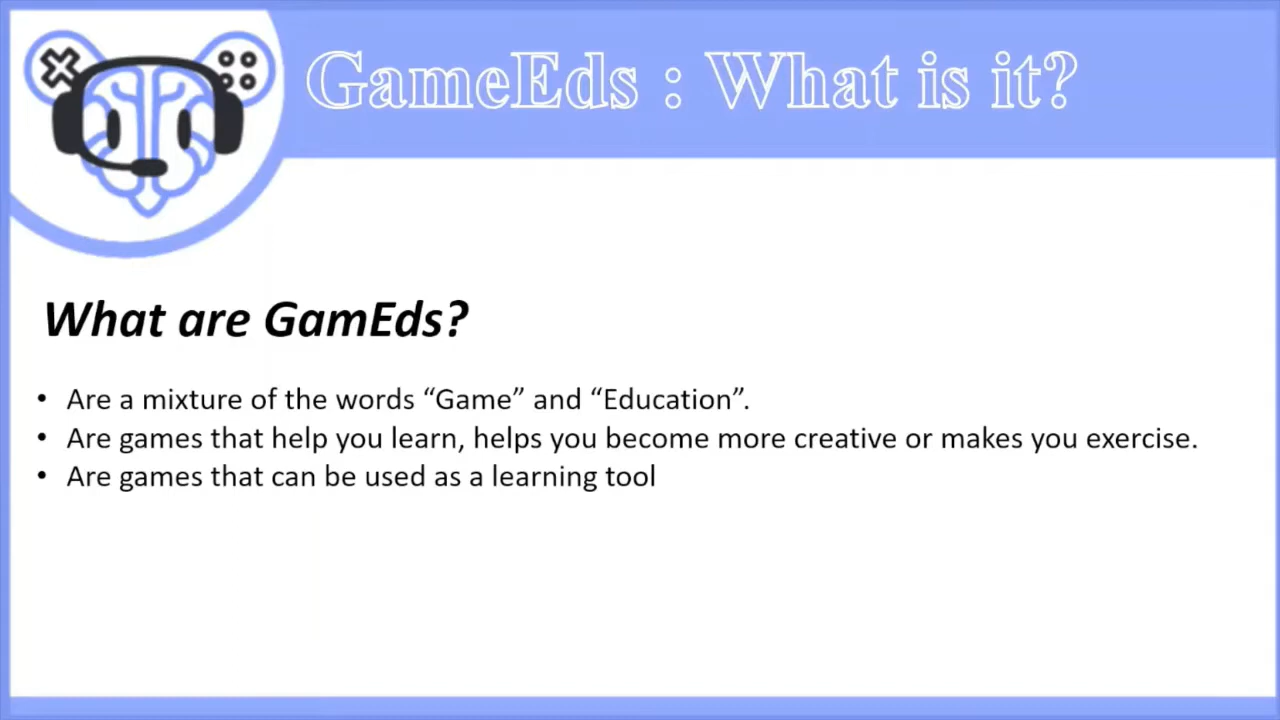 GameEds : What is it?
What are GamEds?
• Are a mixture of the words “Game” and “Education”.
• Are games that help you learn, helps you become more creative or makes you exercise.
• Are games that can be used as a learning tool